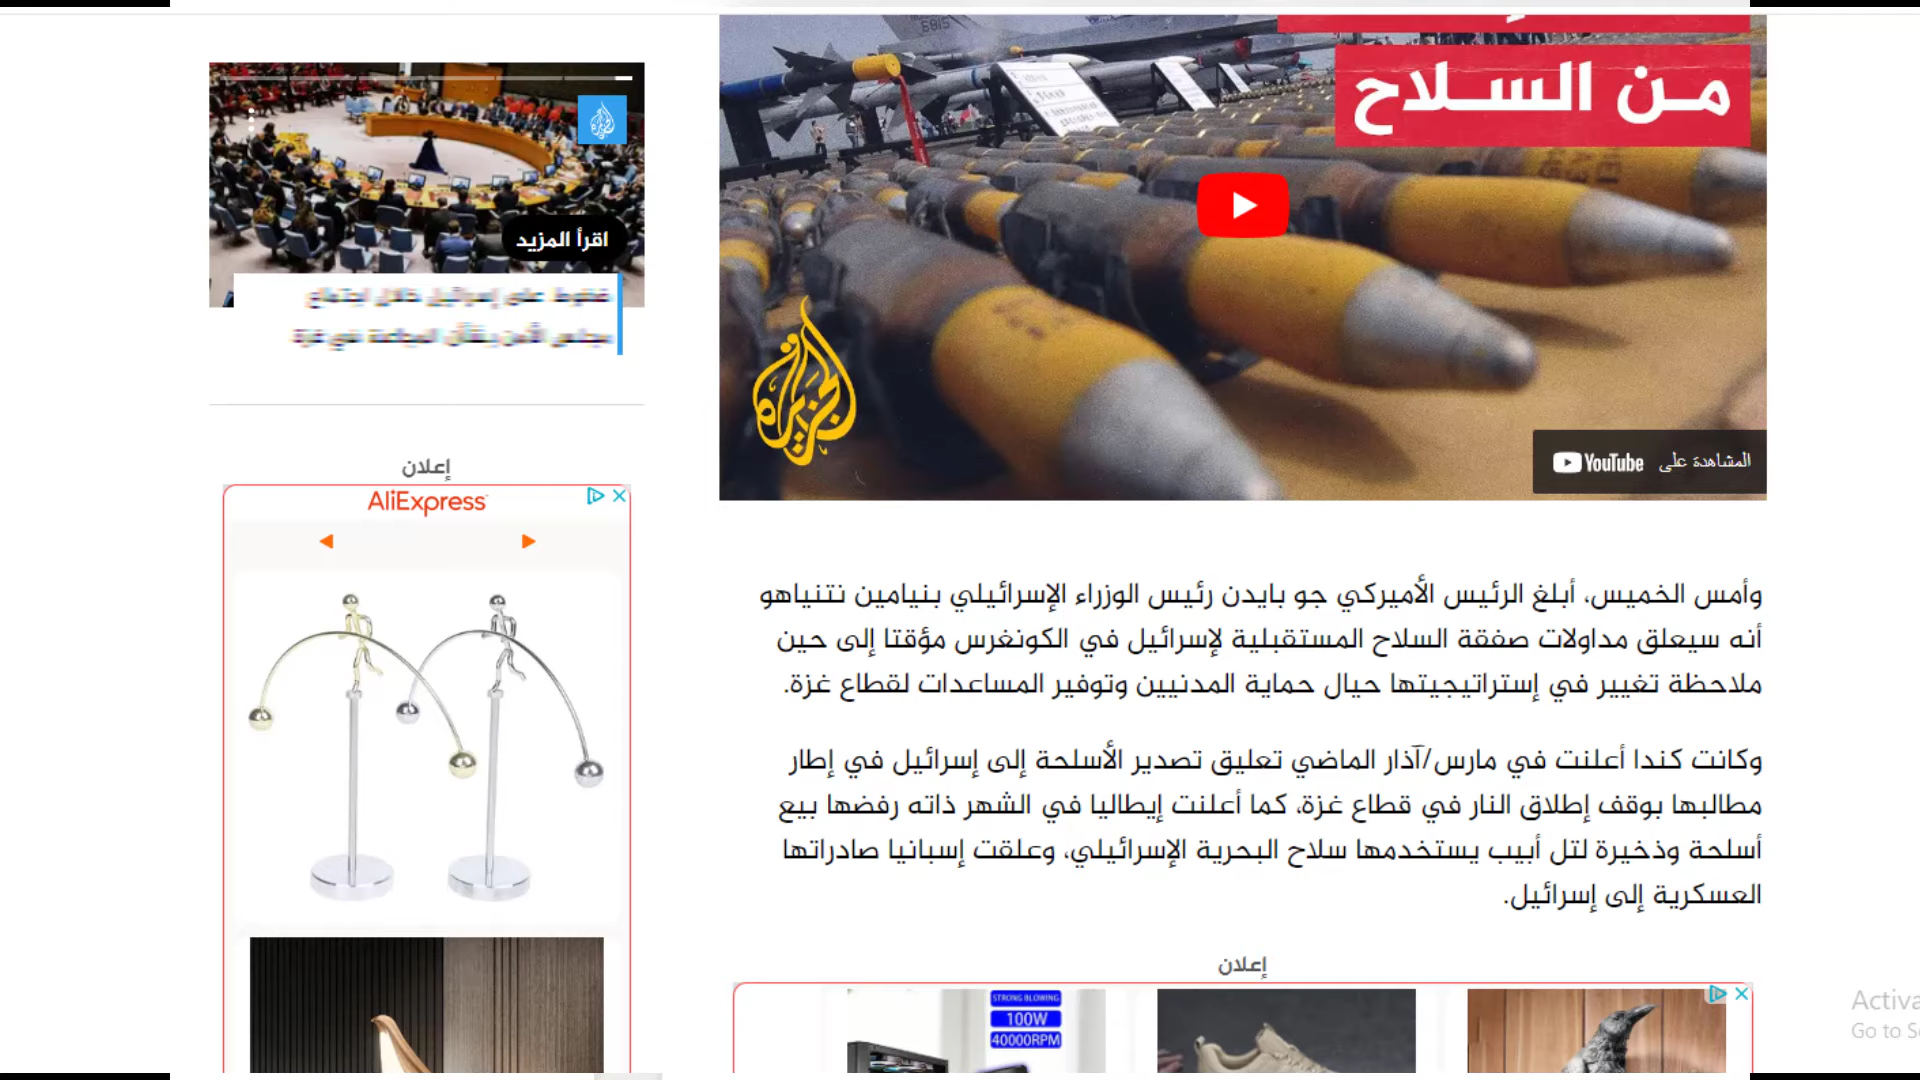 من السلاح
المشاهدة على YouTube
وأمس الخميس، أبلغ الرئيس الأميركي جو بايدن رئيس الوزراء الإسرائيلي بنيامين نتنياهو
أنه سيعلق مداولات صفقة السلاح المستقبلية لإسرائيل في الكونغرس مؤقتا إلى حين
ملاحظة تغيير في إستراتيجيتها حيال حماية المدنيين وتوفير المساعدات لقطاع غزة.
وكانت كندا أعلنت في مارس/آذار الماضي تعليق تصدير الأسلحة إلى إسرائيل في إطار
مطالبها بوقف إطلاق النار في قطاع غزة، كما أعلنت إيطاليا في الشهر ذاته رفضها بيع
أسلحة وذخيرة لتل أبيب يستخدمها سلاح البحرية الإسرائيلي، وعلقت إسبانيا صادراتها
العسكرية إلى إسرائيل.
إعلان
STRONG BLOWING
100W
40000RPM
اقرأ المزيد
إعلان
AliExpress
Activa
Go to S